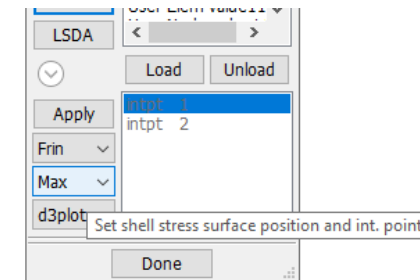 LSDA
Load Unload
Apply
intpt 1
intpt 2
Frin
Max
d3plot
Set shell stress surface position and int. point
Done